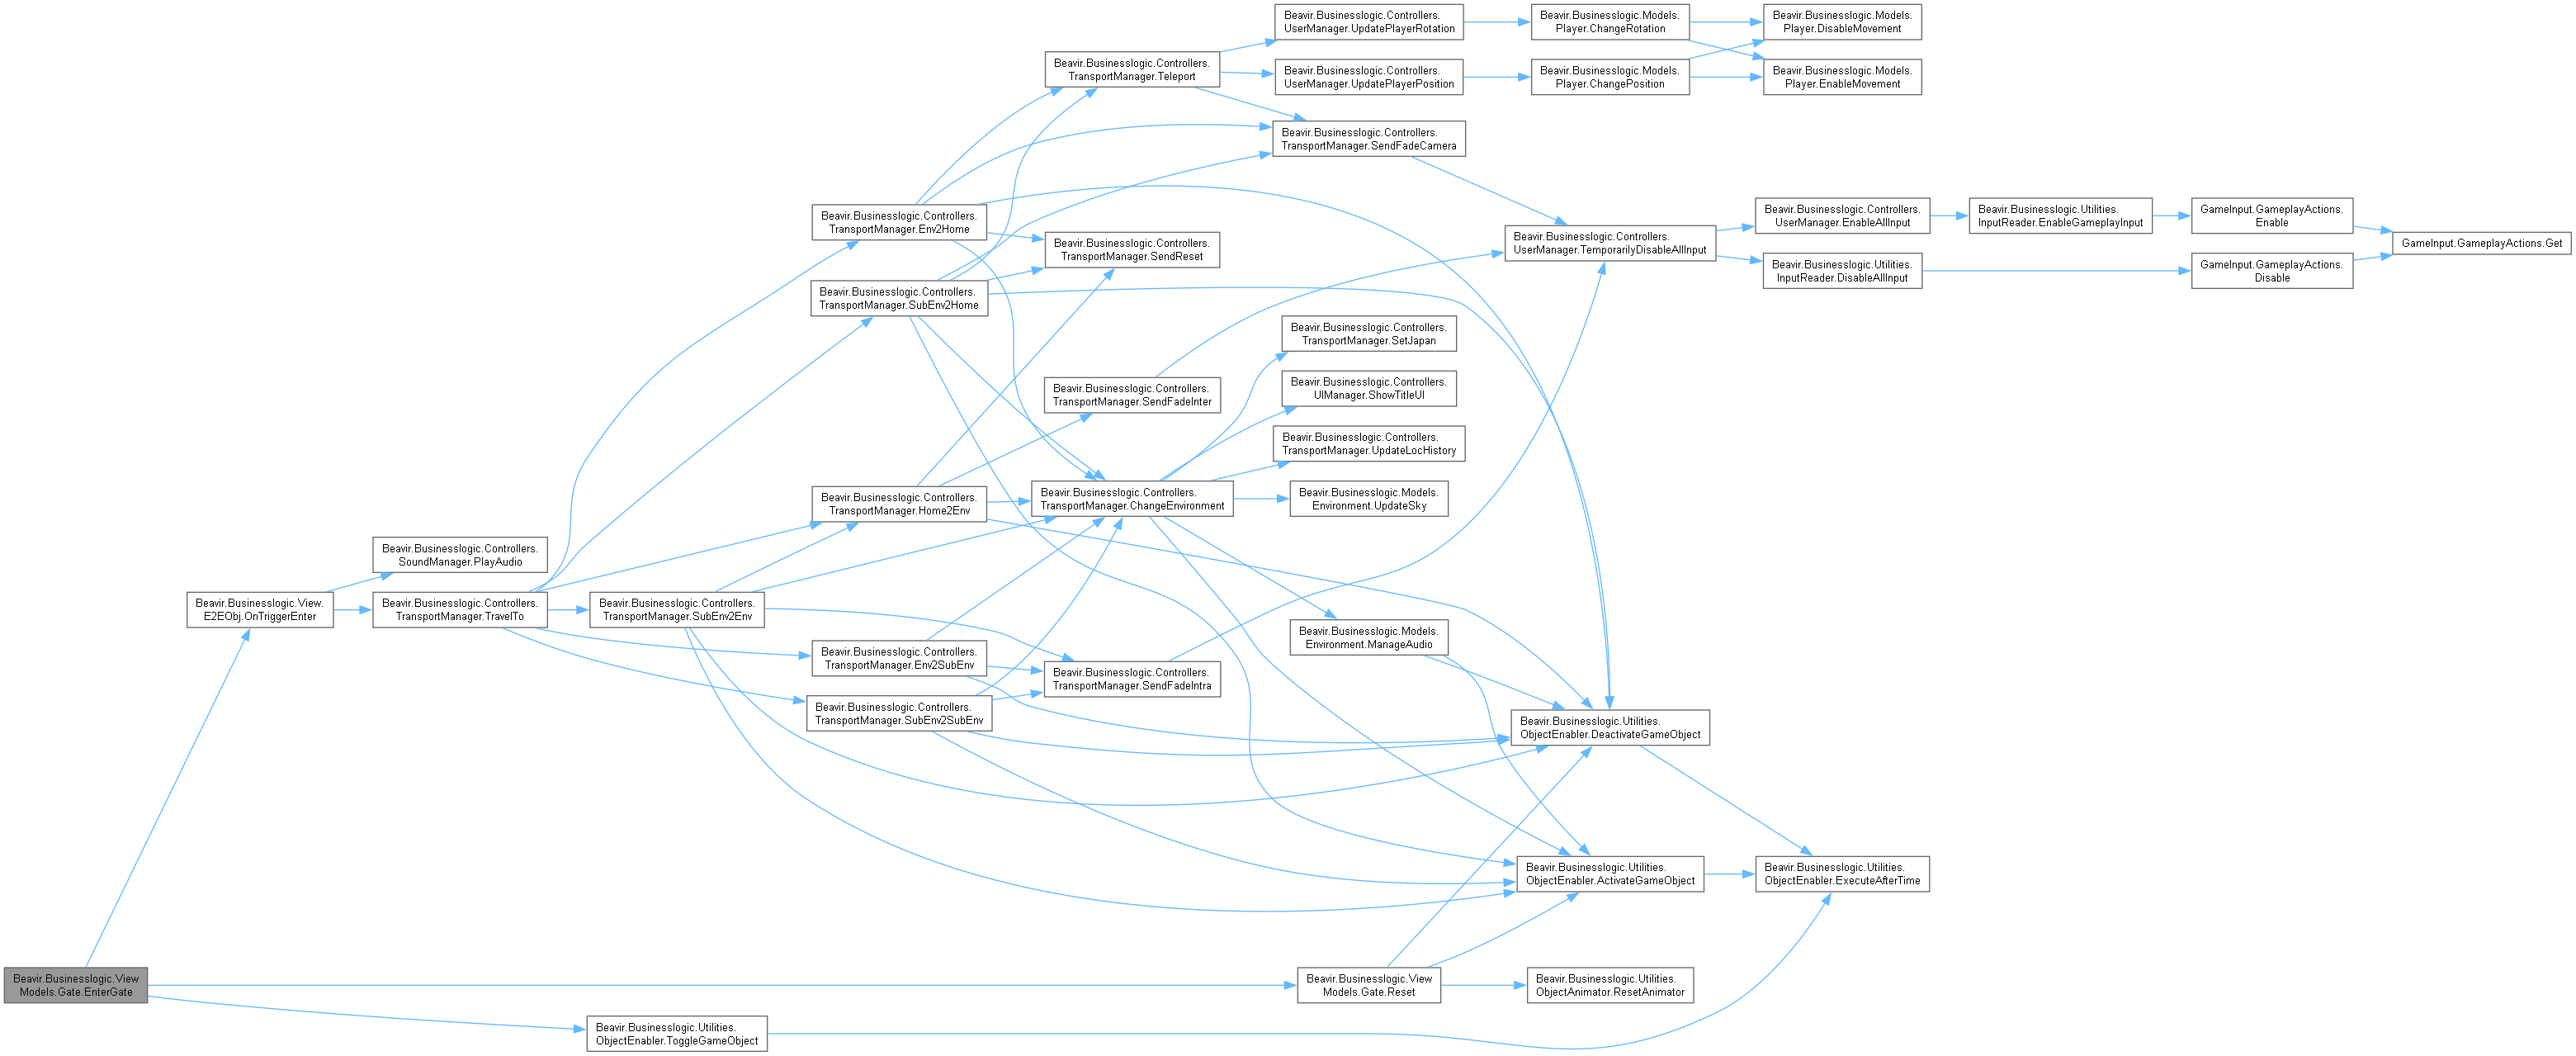 Beavir.Businesslogic.Controllers.
UserManager.UpdatePlayerRotation
Beavir.Businesslogic.Models.
Player.ChangeRotation
Beavir.Businesslogic.Models.
Player.DisableMovement
Beavir.Businesslogic.Controllers.
TransportManager.Teleport
Beavir.Businesslogic.Controllers.
UserManager.UpdatePlayerPosition
Beavir.Businesslogic.Models.
Player.ChangePosition
Beavir.Businesslogic.Models.
Player.EnableMovement
Beavir.Businesslogic.Controllers.
TransportManager.SendFadeCamera
Beavir.Businesslogic.Controllers.
TransportManager.Env2Home
Beavir.Businesslogic.Controllers.
TransportManager.SendReset
Beavir.Businesslogic.Controllers.
UserManager.TemporarilyDisableAllInput
Beavir.Businesslogic.Controllers.
UserManager.EnableAllInput
Beavir.Businesslogic.Utilities.
InputReader.EnableGameplayInput
GameInput.GameplayActions.
Enable
GameInput.GameplayActions.Get
Beavir.Businesslogic.Utilities.
InputReader.DisableAllInput
GameInput.GameplayActions.
Disable
Beavir.Businesslogic.Controllers.
TransportManager.SubEnv2Home
Beavir.Businesslogic.Controllers.
TransportManager.SetJapan
Beavir.Businesslogic.Controllers.
TransportManager.SendFadeInter
Beavir.Businesslogic.Controllers.
UIManager.ShowTitleUI
Beavir.Businesslogic.Controllers.
TransportManager.UpdateLocHistory
Beavir.Businesslogic.Controllers.
TransportManager.Home2Env
Beavir.Businesslogic.Controllers.
TransportManager.ChangeEnvironment
Beavir.Businesslogic.Models.
Environment.UpdateSky
Beavir.Businesslogic.Controllers.
SoundManager.PlayAudio
Beavir.Businesslogic.View.
E2EObj.OnTriggerEnter
Beavir.Businesslogic.Controllers.
TransportManager.TravelTo
Beavir.Businesslogic.Controllers.
TransportManager.SubEnv2Env
Beavir.Businesslogic.Controllers.
TransportManager.Env2SubEnv
Beavir.Businesslogic.Models.
Environment.ManageAudio
Beavir.Businesslogic.Controllers.
TransportManager.SendFadeIntra
Beavir.Businesslogic.Controllers.
TransportManager.SubEnv2SubEnv
Beavir.Businesslogic.Utilities.
ObjectEnabler.DeactivateGameObject
Beavir.Businesslogic.Utilities.
ObjectEnabler.ActivateGameObject
Beavir.Businesslogic.Utilities.
ObjectEnabler.ExecuteAfterTime
Beavir.Businesslogic.View
Models.Gate.EnterGate
Beavir.Businesslogic.View
Models.Gate.Reset
Beavir.Businesslogic.Utilities.
ObjectAnimator.ResetAnimator
Beavir.Businesslogic.Utilities.
ObjectEnabler.ToggleGameObject